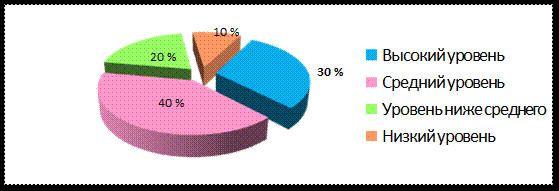 10 %
20 %
30 %
40 %
Высокий уровень
Средний уровень
Уровень ниже среднего
Низкий уровень